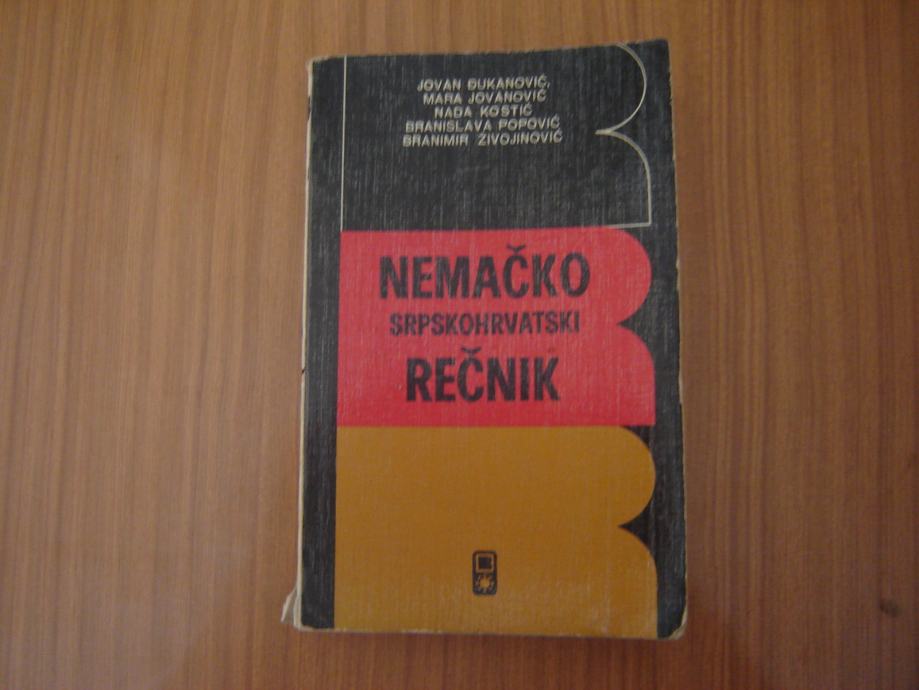 JOVAN ĐUKANOVIĆ,
MARA JOVANOVIĆ
NADA KOSTIĆ
BRANISLAVA POPOVIĆ
BRANIMIR ŽIVOJINOVIĆ
NEMAČKO
SRPSKOHRVATSKI
REČNIK